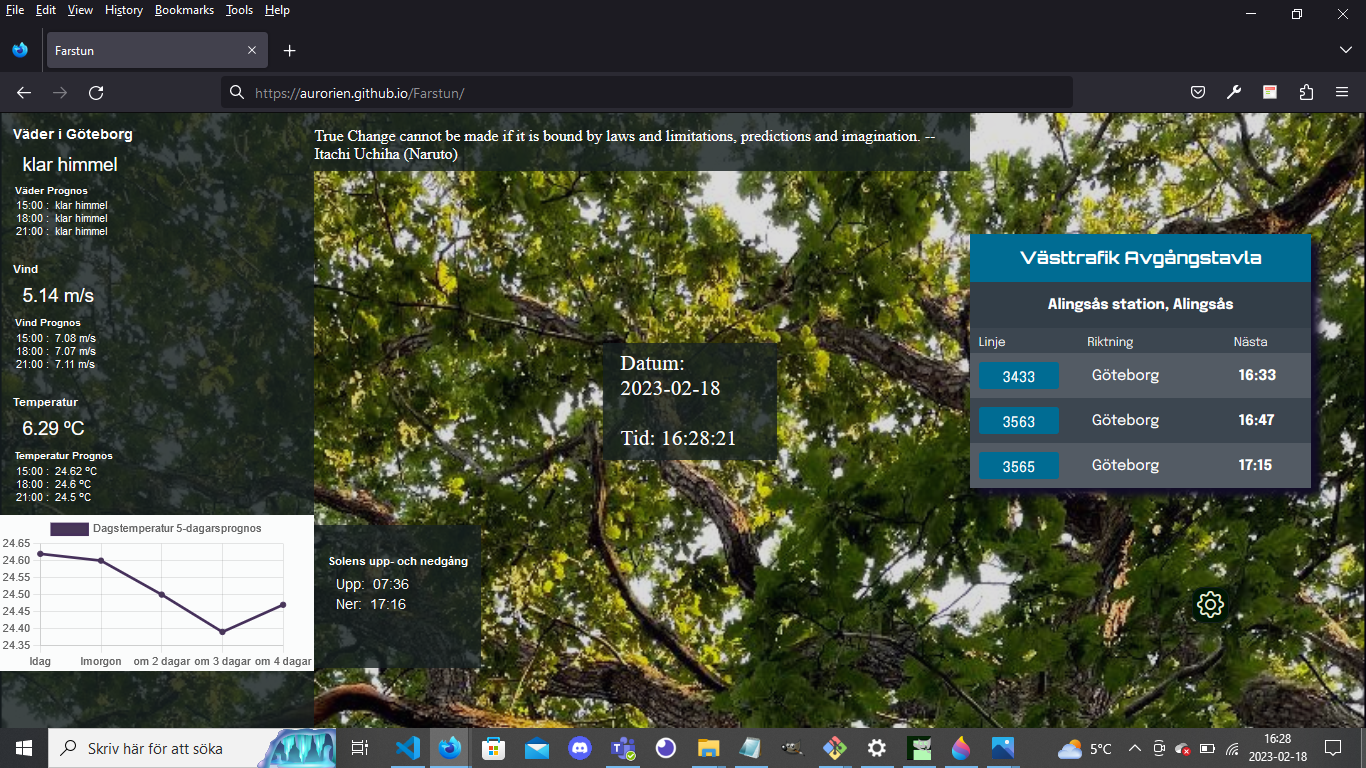 File Edit View History Bookmarks Tools Help
Farstun
https://aurorien.github.io/Farstun/
Väder i Göteborg
klar himmel
Väder Prognos
15:00 : klar himmel
18:00 : klar himmel
21:00 : klar himmel
Vind
5.14 m/s
Vind Prognos
15:00 : 7.08 m/s
18:00 : 7.07 m/s
21:00 : 7.11 m/s
Temperatur
6.29 ºC
Temperatur Prognos
15:00 : 24.62 ºC
18:00 : 24.6 ºC
21:00 : 24.5 ºC
Dagstemperatur 5-dagarsprognos
24.65
24.60
24.55
24.50
24.45
24.40
24.35
Idag Imorgon om 2 dagar om 3 dagar om 4 dagar
True Change cannot be made if it is bound by laws and limitations, predictions and imagination. --
Itachi Uchiha (Naruto)
Datum:
2023-02-18
Tid: 16:28:21
Solens upp- och nedgång
Upp: 07:36
Ner: 17:16
Västtrafik Avgångstavla
Alingsås station, Alingsås
Linje Riktning Nästa
3433 Göteborg 16:33
3563 Göteborg 16:47
3565 Göteborg 17:15
Skriv här för att söka
5°C
16:28
2023-02-18